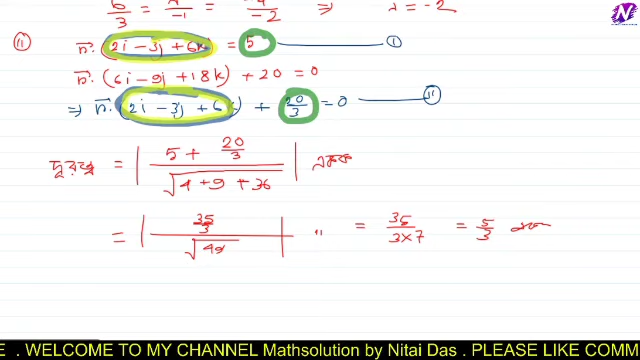 6/3 = λ/-1 = -4/-2 ⇒ λ = -2
(ii) n⃗.(2i – 3j + 6k) = 5 ——— (i)
n⃗.(6i – 9j + 18k) + 20 = 0
⇒ n⃗.(2i – 3j + 6k) + 20/3 = 0 ——— (ii)
দূরত্ব = | (5 + 20/3) / √(4 + 9 + 36) | একক
= | (35/3) / √49 | " = 35/(3×7) = 5/3 একক
N
E . WELCOME TO MY CHANNEL Mathsolution by Nitai Das . PLEASE LIKE COMM